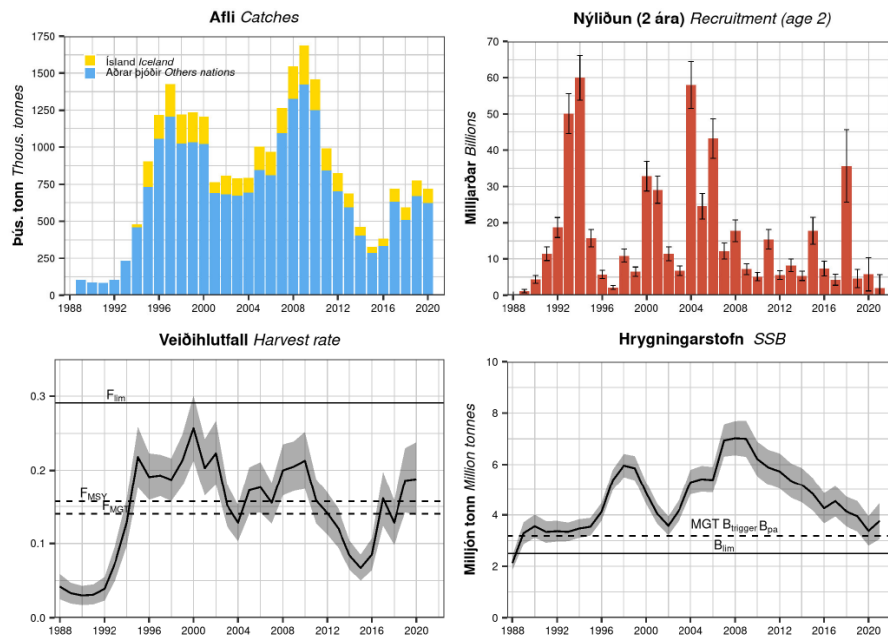 Afli Catches
Þús. tonn Thous. tonnes
1750
1500
1250
1000
750
500
250
0
Ísland Iceland
Aðrar þjóðir Others nations
1988 1992 1996 2000 2004 2008 2012 2016 2020
Nýliðun (2 ára) Recruitment (age 2)
Milljarðar Billions
70
60
50
40
30
20
10
0
1988 1992 1996 2000 2004 2008 2012 2016 2020
Veiðihlutfall Harvest rate
0.3
0.2
0.1
0.0
Flim
FMSY
FMGT
1988 1992 1996 2000 2004 2008 2012 2016 2020
Hrygningarstofn SSB
Milljón tonn Million tonnes
10
8
6
4
2
0
MGT Btrigger Bpa
Blim
1988 1992 1996 2000 2004 2008 2012 2016 2020